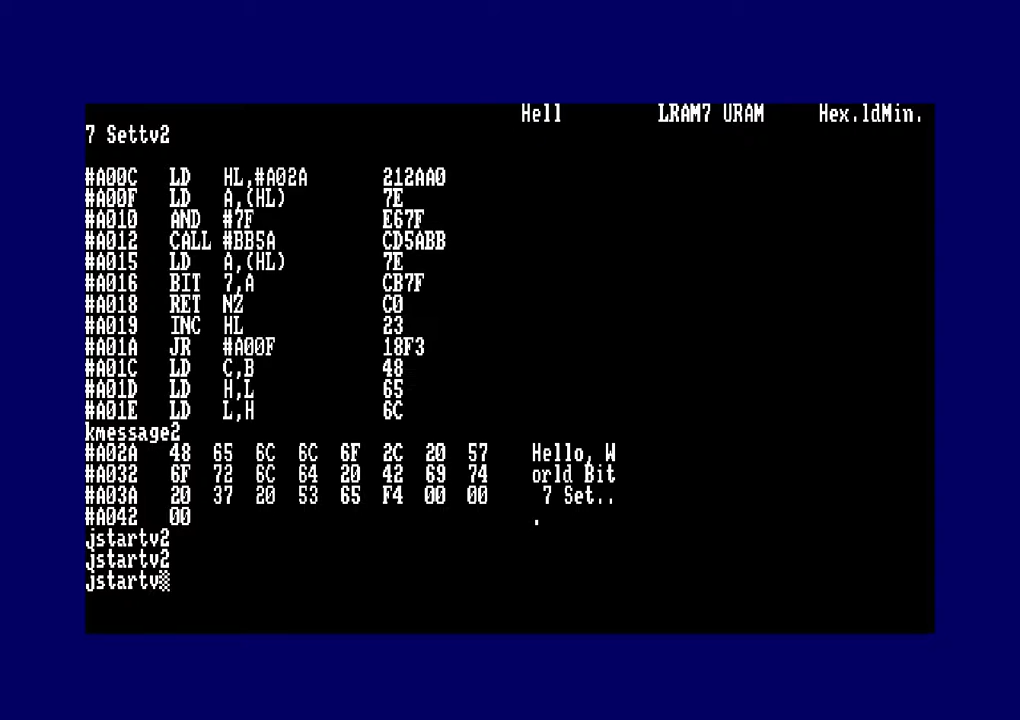 Hell LRAM7 URAM Hex.ldMin.
7 Settv2
#A00C LD HL,#A02A 212AA0
#A00F LD A,(HL) 7E
#A010 AND #7F E67F
#A012 CALL #BB5A CD5ABB
#A015 LD A,(HL) 7E
#A016 BIT 7,A CB7F
#A018 RET NZ C0
#A019 INC HL 23
#A01A JR #A00F 18F3
#A01C LD C,B 48
#A01D LD H,L 65
#A01E LD L,H 6C
kmessage2
#A02A 48 65 6C 6C 6F 2C 20 57 Hello, W
#A032 6F 72 6C 64 20 42 69 74 orld Bit
#A03A 20 37 20 53 65 F4 00 00 7 Set..
#A042 00 .
jstartv2
jstartv2
jstartv